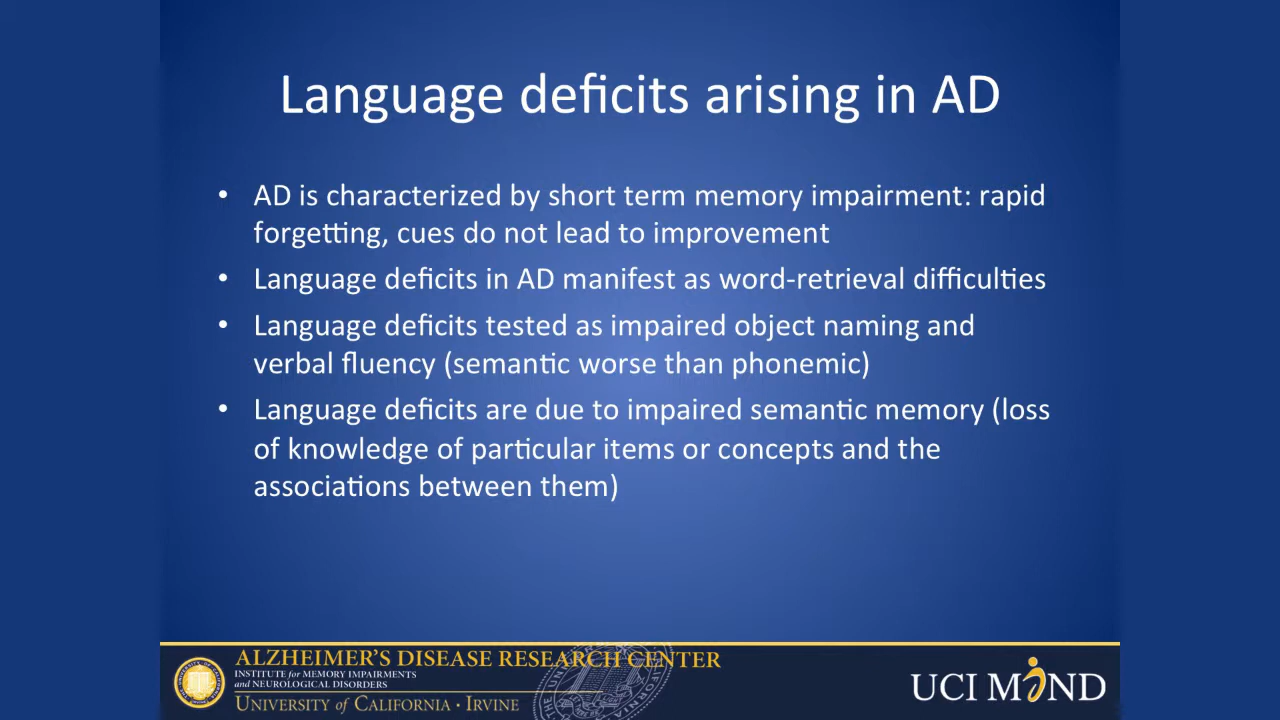 Language deficits arising in AD
• AD is characterized by short term memory impairment: rapid
forgetting, cues do not lead to improvement
• Language deficits in AD manifest as word-retrieval difficulties
• Language deficits tested as impaired object naming and
verbal fluency (semantic worse than phonemic)
• Language deficits are due to impaired semantic memory (loss
of knowledge of particular items or concepts and the
associations between them)
ALZHEIMER'S DISEASE RESEARCH CENTER
INSTITUTE for MEMORY IMPAIRMENTS
and NEUROLOGICAL DISORDERS
UNIVERSITY of CALIFORNIA • IRVINE
UCI MIND